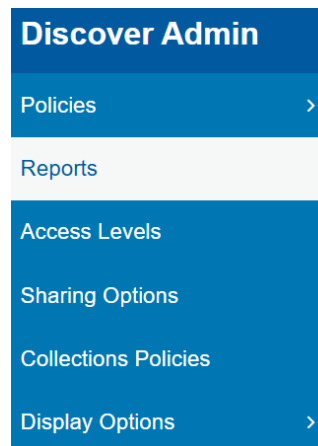 Discover Admin
Policies
Reports
Access Levels
Sharing Options
Collections Policies
Display Options